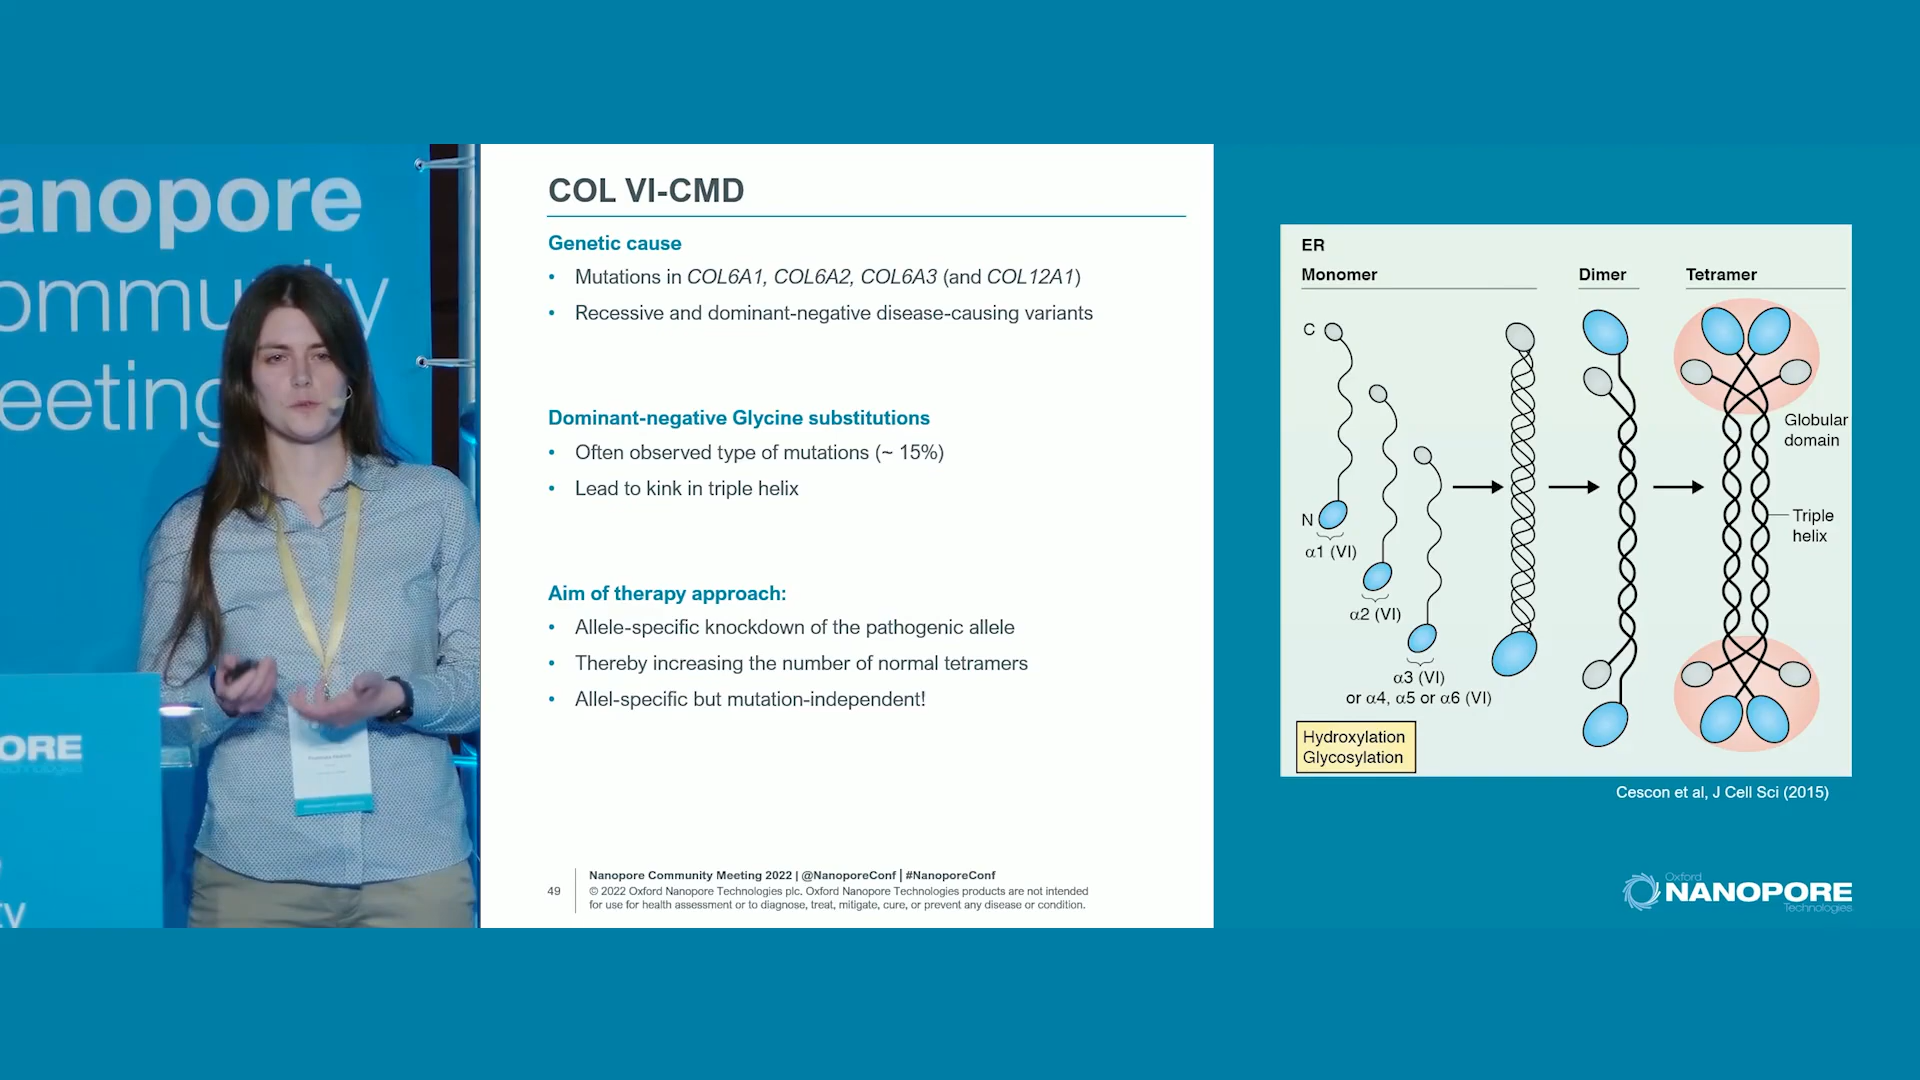 anopore
ommunity
eeting
ORE
COL VI-CMD
Genetic cause
• Mutations in COL6A1, COL6A2, COL6A3 (and COL12A1)
• Recessive and dominant-negative disease-causing variants
Dominant-negative Glycine substitutions
• Often observed type of mutations (~ 15%)
• Lead to kink in triple helix
Aim of therapy approach:
• Allele-specific knockdown of the pathogenic allele
• Thereby increasing the number of normal tetramers
• Allel-specific but mutation-independent!
49
Nanopore Community Meeting 2022 | @NanoporeConf | #NanoporeConf
© 2022 Oxford Nanopore Technologies plc. Oxford Nanopore Technologies products are not intended
for use for health assessment or to diagnose, treat, mitigate, cure, or prevent any disease or condition.
ER
Monomer
Dimer
Tetramer
C
Globular
domain
N
α1 (VI)
Triple
helix
α2 (VI)
α3 (VI)
or α4, α5 or α6 (VI)
Hydroxylation
Glycosylation
Cescon et al, J Cell Sci (2015)
Oxford
NANOPORE
Technologies